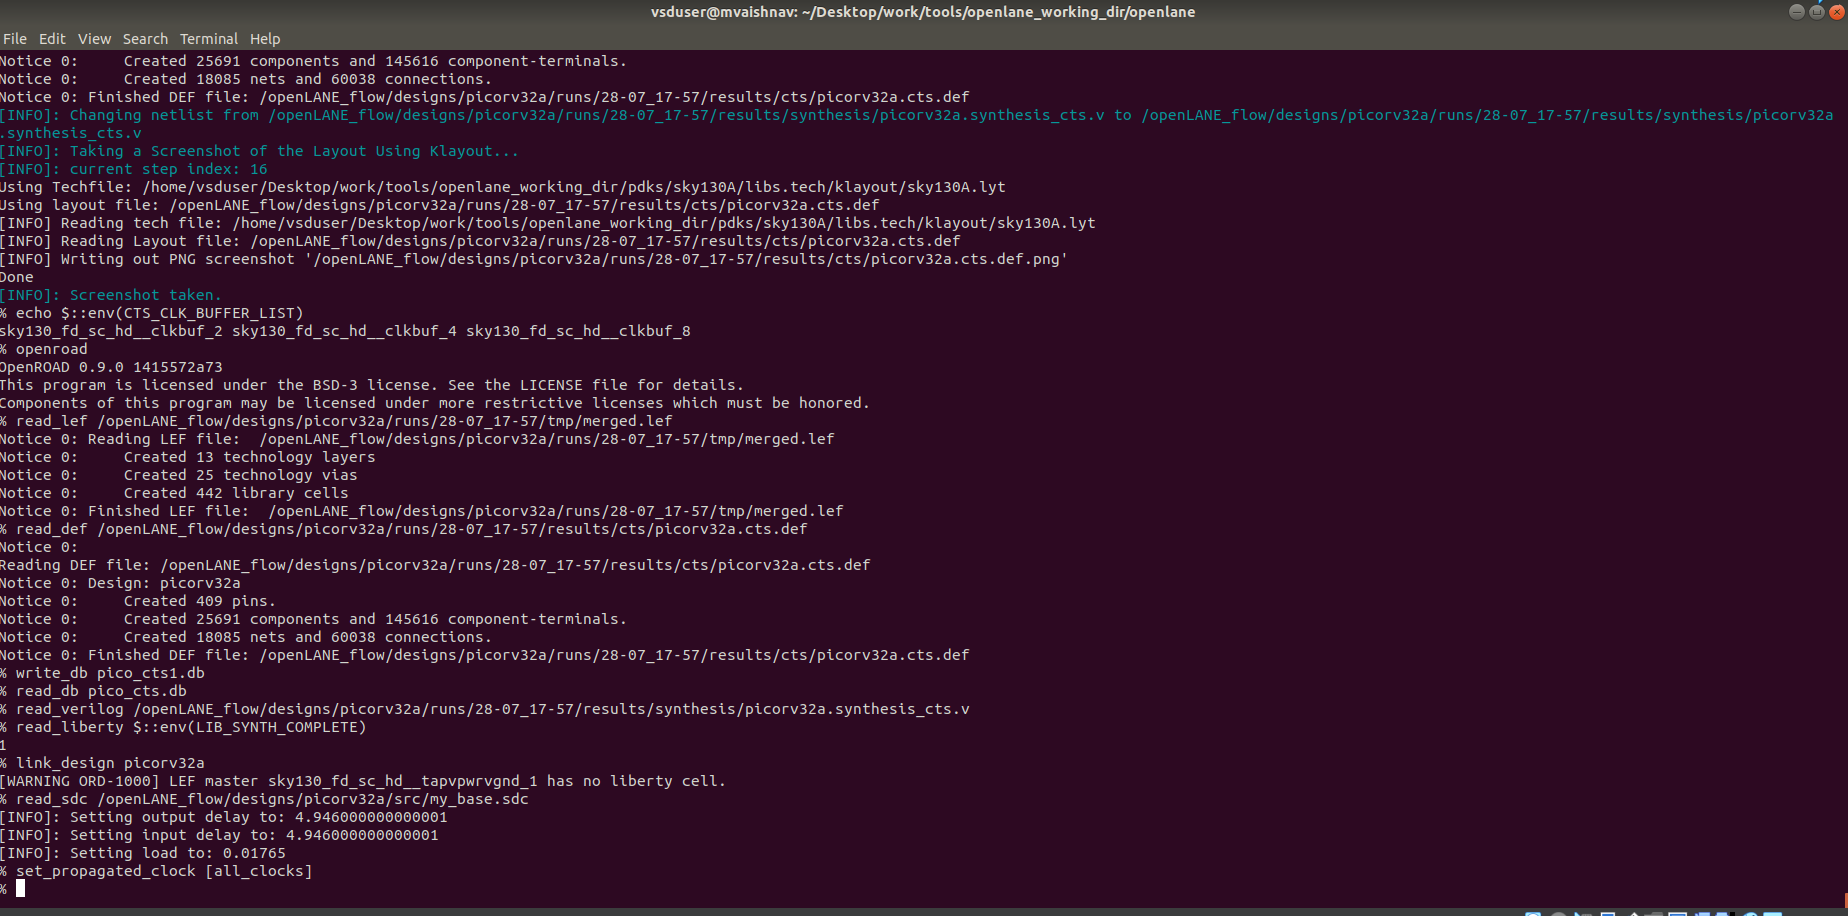 vsduser@mvaishnav: ~/Desktop/work/tools/openlane_working_dir/openlane
File Edit View Search Terminal Help
Notice 0:     Created 25691 components and 145616 component-terminals.
Notice 0:     Created 18085 nets and 60038 connections.
Notice 0: Finished DEF file: /openLANE_flow/designs/picorv32a/runs/28-07_17-57/results/cts/picorv32a.cts.def
[INFO]: Changing netlist from /openLANE_flow/designs/picorv32a/runs/28-07_17-57/results/synthesis/picorv32a.synthesis_cts.v to /openLANE_flow/designs/picorv32a/runs/28-07_17-57/results/synthesis/picorv32a
.synthesis_cts.v
[INFO]: Taking a Screenshot of the Layout Using Klayout...
[INFO]: current step index: 16
Using Techfile: /home/vsduser/Desktop/work/tools/openlane_working_dir/pdks/sky130A/libs.tech/klayout/sky130A.lyt
Using layout file: /openLANE_flow/designs/picorv32a/runs/28-07_17-57/results/cts/picorv32a.cts.def
[INFO] Reading tech file: /home/vsduser/Desktop/work/tools/openlane_working_dir/pdks/sky130A/libs.tech/klayout/sky130A.lyt
[INFO] Reading Layout file: /openLANE_flow/designs/picorv32a/runs/28-07_17-57/results/cts/picorv32a.cts.def
[INFO] Writing out PNG screenshot '/openLANE_flow/designs/picorv32a/runs/28-07_17-57/results/cts/picorv32a.cts.def.png'
Done
[INFO]: Screenshot taken.
% echo $::env(CTS_CLK_BUFFER_LIST)
sky130_fd_sc_hd__clkbuf_2 sky130_fd_sc_hd__clkbuf_4 sky130_fd_sc_hd__clkbuf_8
% openroad
OpenROAD 0.9.0 1415572a73
This program is licensed under the BSD-3 license. See the LICENSE file for details.
Components of this program may be licensed under more restrictive licenses which must be honored.
% read_lef /openLANE_flow/designs/picorv32a/runs/28-07_17-57/tmp/merged.lef
Notice 0: Reading LEF file:  /openLANE_flow/designs/picorv32a/runs/28-07_17-57/tmp/merged.lef
Notice 0:     Created 13 technology layers
Notice 0:     Created 25 technology vias
Notice 0:     Created 442 library cells
Notice 0: Finished LEF file:  /openLANE_flow/designs/picorv32a/runs/28-07_17-57/tmp/merged.lef
% read_def /openLANE_flow/designs/picorv32a/runs/28-07_17-57/results/cts/picorv32a.cts.def
Notice 0:
Reading DEF file: /openLANE_flow/designs/picorv32a/runs/28-07_17-57/results/cts/picorv32a.cts.def
Notice 0: Design: picorv32a
Notice 0:     Created 409 pins.
Notice 0:     Created 25691 components and 145616 component-terminals.
Notice 0:     Created 18085 nets and 60038 connections.
Notice 0: Finished DEF file: /openLANE_flow/designs/picorv32a/runs/28-07_17-57/results/cts/picorv32a.cts.def
% write_db pico_cts1.db
% read_db pico_cts.db
% read_verilog /openLANE_flow/designs/picorv32a/runs/28-07_17-57/results/synthesis/picorv32a.synthesis_cts.v
% read_liberty $::env(LIB_SYNTH_COMPLETE)
1
% link_design picorv32a
[WARNING ORD-1000] LEF master sky130_fd_sc_hd__tapvpwrvgnd_1 has no liberty cell.
% read_sdc /openLANE_flow/designs/picorv32a/src/my_base.sdc
[INFO]: Setting output delay to: 4.946000000000001
[INFO]: Setting input delay to: 4.946000000000001
[INFO]: Setting load to: 0.01765
% set_propagated_clock [all_clocks]
%